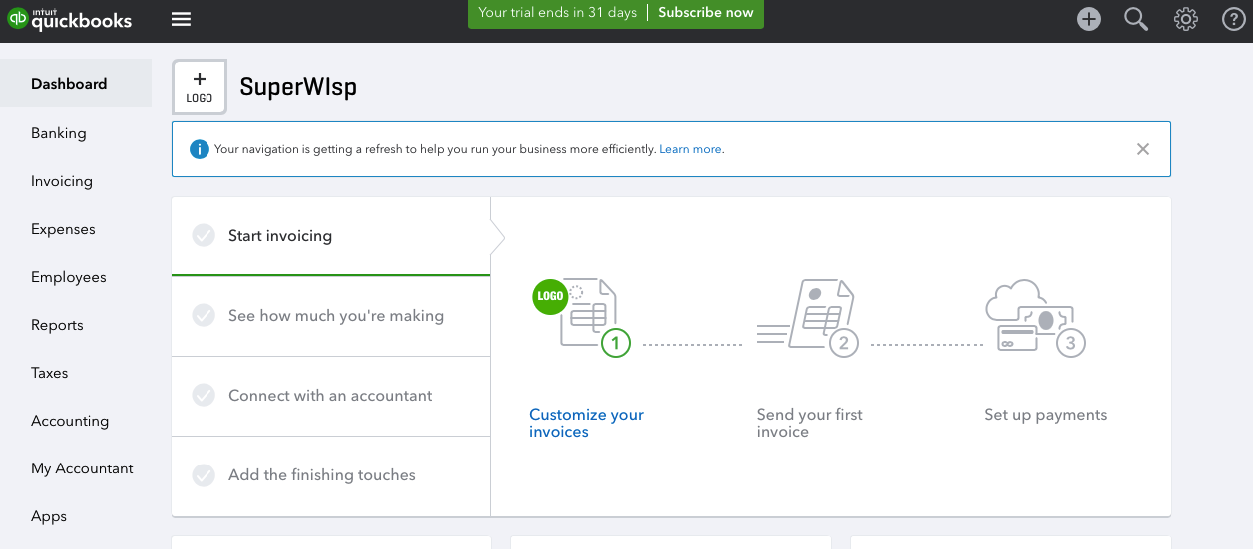 intuit
quickbooks
Your trial ends in 31 days Subscribe now
Dashboard
Banking
Invoicing
Expenses
Employees
Reports
Taxes
Accounting
My Accountant
Apps
LOGO
SuperWIsp
Your navigation is getting a refresh to help you run your business more efficiently. Learn more.
Start invoicing
See how much you're making
Connect with an accountant
Add the finishing touches
LOGO
1
2
3
Customize your
invoices
Send your first
invoice
Set up payments